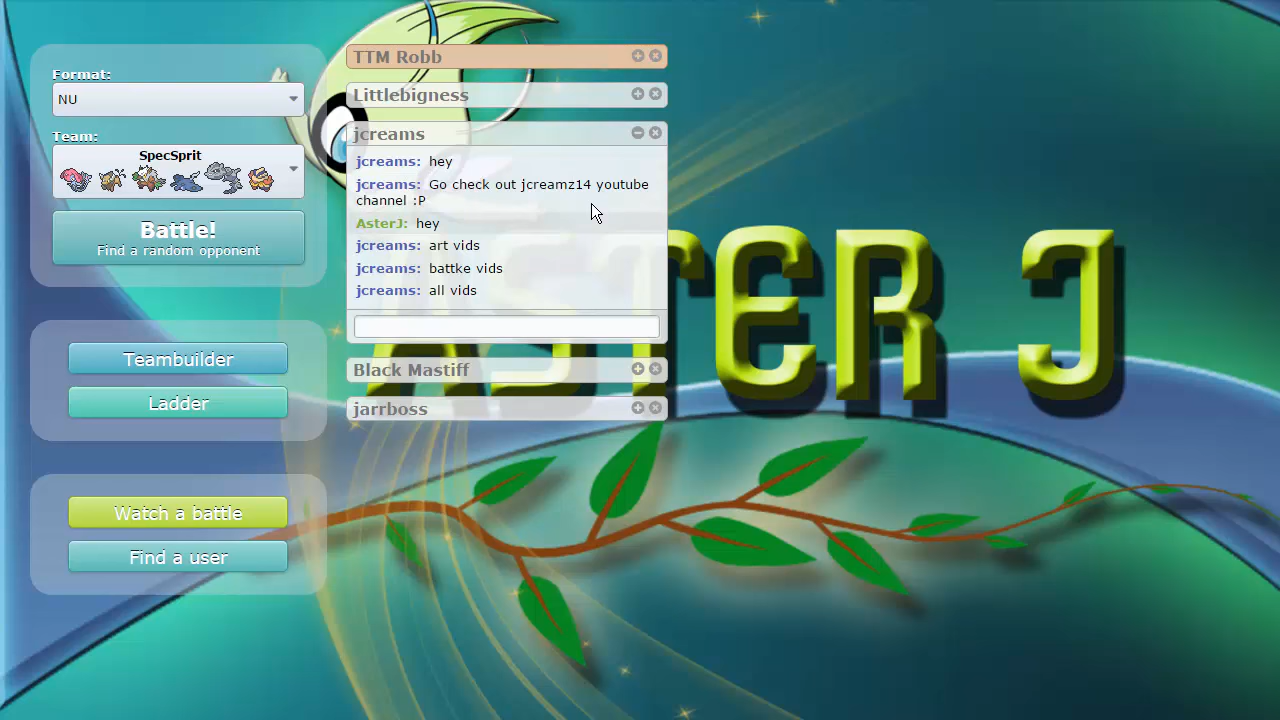 Format:
NU
Team:
SpecSprit
Battle!
Find a random opponent
Teambuilder
Ladder
Watch a battle
Find a user
TTM Robb
Littlebigness
jcreams
jcreams: hey
jcreams: Go check out jcreamz14 youtube
channel :P
AsterJ: hey
jcreams: art vids
jcreams: battke vids
jcreams: all vids
Black Mastiff
jarrboss
ASTER J